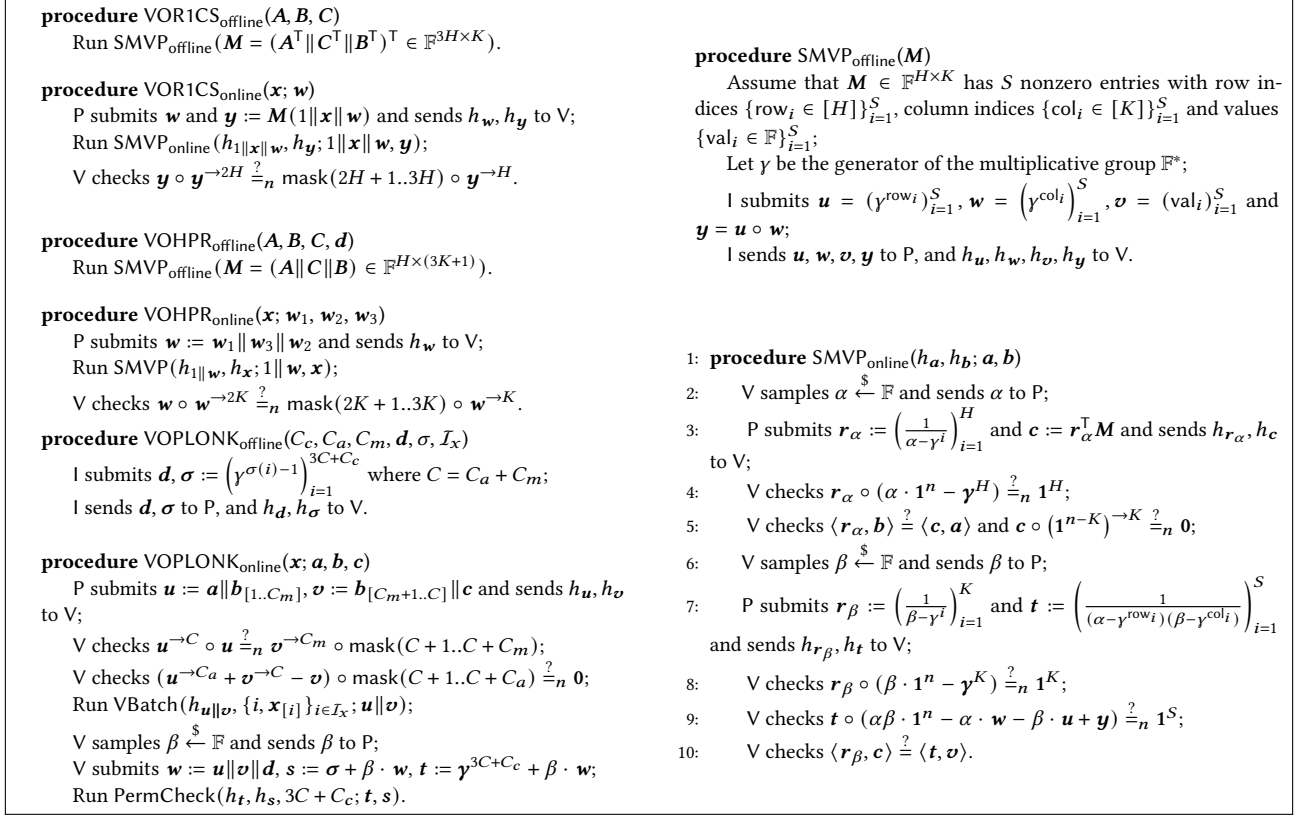 procedure VOR1CS_offline(A, B, C)
Run SMVP_offline(M = (A^⊤∥C^⊤∥B^⊤)^⊤ ∈ 𝔽^{3H×K}).
procedure VOR1CS_online(x; w)
P submits w and y := M(1∥x∥w) and sends h_w, h_y to V;
Run SMVP_online(h_{1∥x∥w}, h_y; 1∥x∥w, y);
V checks y ∘ y^{→2H} ≟_n mask(2H + 1..3H) ∘ y^{→H}.
procedure VOHPR_offline(A, B, C, d)
Run SMVP_offline(M = (A∥C∥B) ∈ 𝔽^{H×(3K+1)}).
procedure VOHPR_online(x; w_1, w_2, w_3)
P submits w := w_1∥w_3∥w_2 and sends h_w to V;
Run SMVP(h_{1∥w}, h_x; 1∥w, x);
V checks w ∘ w^{→2K} ≟_n mask(2K + 1..3K) ∘ w^{→K}.
procedure VOPLONK_offline(C_c, C_a, C_m, d, σ, I_x)
I submits d, σ := (γ^{σ(i)−1})_{i=1}^{3C+C_c} where C = C_a + C_m;
I sends d, σ to P, and h_d, h_σ to V.
procedure VOPLONK_online(x; a, b, c)
P submits u := a∥b_{[1..C_m]}, v := b_{[C_m+1..C]}∥c and sends h_u, h_v
to V;
V checks u^{→C} ∘ u ≟_n v^{→C_m} ∘ mask(C + 1..C + C_m);
V checks (u^{→C_a} + v^{→C} − v) ∘ mask(C + 1..C + C_a) ≟_n 0;
Run VBatch(h_{u∥v}, {i, x_{[i]}}_{i∈I_x}; u∥v);
V samples β ←$ 𝔽 and sends β to P;
V submits w := u∥v∥d, s := σ + β · w, t := γ^{3C+C_c} + β · w;
Run PermCheck(h_t, h_s, 3C + C_c; t, s).
procedure SMVP_offline(M)
Assume that M ∈ 𝔽^{H×K} has S nonzero entries with row in-
dices {row_i ∈ [H]}_{i=1}^S, column indices {col_i ∈ [K]}_{i=1}^S and values
{val_i ∈ 𝔽}_{i=1}^S;
Let γ be the generator of the multiplicative group 𝔽^*;
I submits u = (γ^{row_i})_{i=1}^S, w = (γ^{col_i})_{i=1}^S, v = (val_i)_{i=1}^S and
y = u ∘ w;
I sends u, w, v, y to P, and h_u, h_w, h_v, h_y to V.
1: procedure SMVP_online(h_a, h_b; a, b)
2: V samples α ←$ 𝔽 and sends α to P;
3: P submits r_α := (1/(α−γ^i))_{i=1}^H and c := r_α^⊤M and sends h_{r_α}, h_c
to V;
4: V checks r_α ∘ (α · 1^n − γ^H) ≟_n 1^H;
5: V checks ⟨r_α, b⟩ ≟ ⟨c, a⟩ and c ∘ (1^{n−K})^{→K} ≟_n 0;
6: V samples β ←$ 𝔽 and sends β to P;
7: P submits r_β := (1/(β−γ^i))_{i=1}^K and t := (1/((α−γ^{row_i})(β−γ^{col_i})))_{i=1}^S
and sends h_{r_β}, h_t to V;
8: V checks r_β ∘ (β · 1^n − γ^K) ≟_n 1^K;
9: V checks t ∘ (αβ · 1^n − α · w − β · u + y) ≟_n 1^S;
10: V checks ⟨r_β, c⟩ ≟ ⟨t, v⟩.